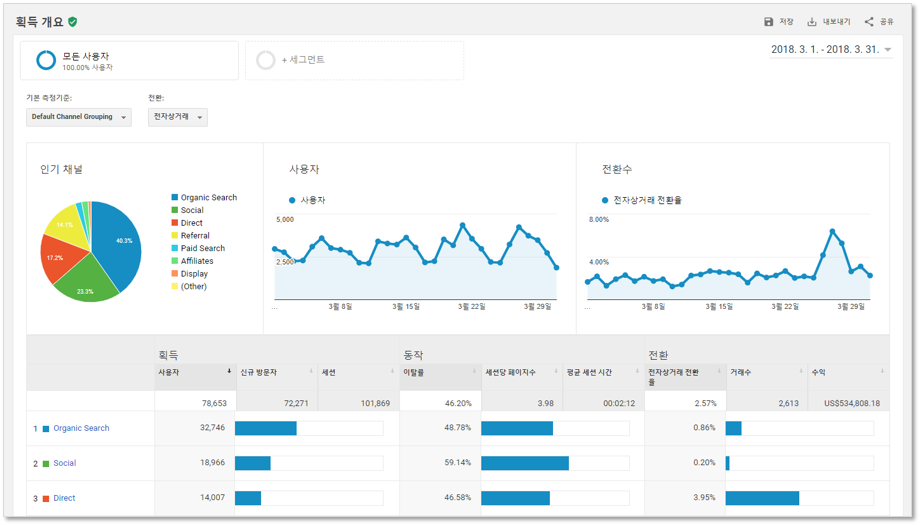 획득 개요
저장 내보내기 공유
모든 사용자
100.00% 사용자
+ 세그먼트
2018. 3. 1. - 2018. 3. 31.
기본 측정기준: 전환:
Default Channel Grouping 전자상거래
인기 채널
40.3%
23.3%
17.2%
14.1%
Organic Search
Social
Direct
Referral
Paid Search
Affiliates
Display
(Other)
사용자
사용자
5,000
2,500
... 3월 8일 3월 15일 3월 22일 3월 29일
전환수
전자상거래 전환율
8.00%
4.00%
... 3월 8일 3월 15일 3월 22일 3월 29일
획득 동작 전환
사용자 신규 방문자 세션 이탈률 세션당 페이지수 평균 세션 시간 전자상거래 전환율 거래수 수익
78,653 72,271 101,869 46.20% 3.98 00:02:12 2.57% 2,613 US$534,808.18
1 Organic Search 32,746 48.78% 0.86%
2 Social 18,966 59.14% 0.20%
3 Direct 14,007 46.58% 3.95%